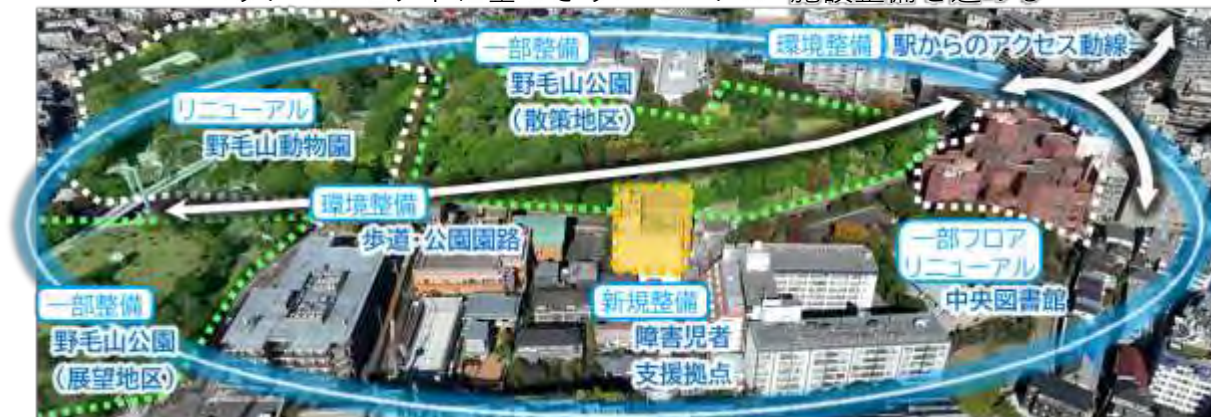 一部整備
野毛山公園
（散策地区）
環境整備
駅からのアクセス動線
リニューアル
野毛山動物園
環境整備
歩道・公園園路
一部フロア
リニューアル
中央図書館
新規整備
障害児者
支援拠点
一部整備
野毛山公園
（展望地区）